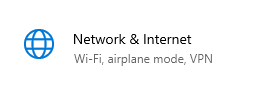 Network & Internet
Wi-Fi, airplane mode, VPN